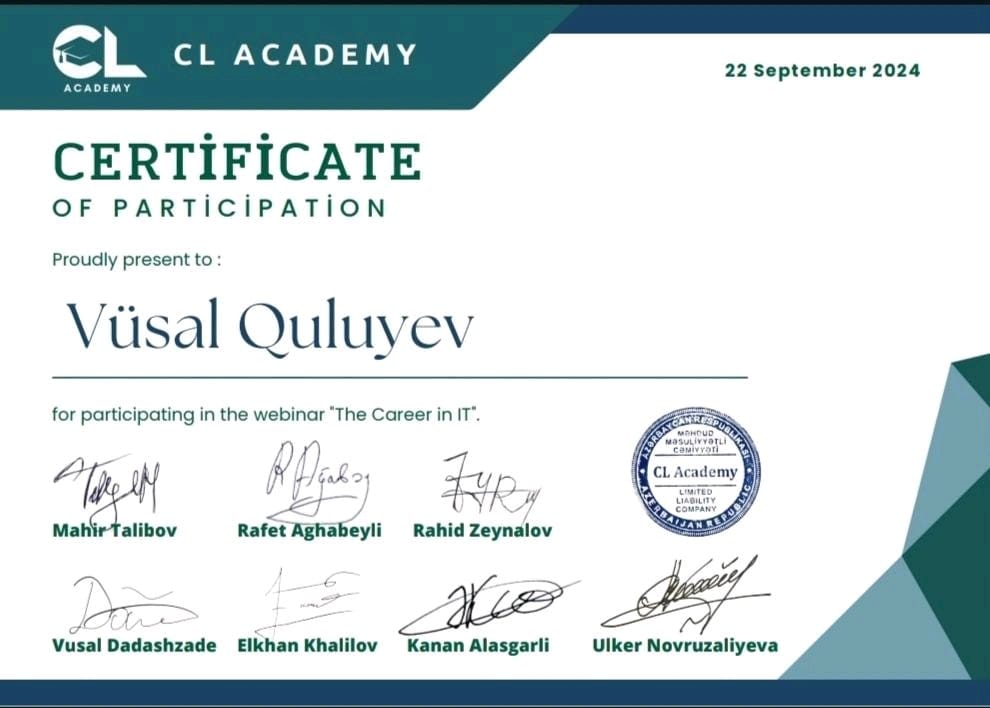 CL
ACADEMY
CL ACADEMY
22 September 2024
CERTİFİCATE
OF PARTİCİPATİON
Proudly present to :
Vüsal Quluyev
for participating in the webinar "The Career in IT".
AZƏRBAYCAN RESPUBLİKASI
MƏHDUD
MƏSULİYYƏTLİ
CƏMİYYƏTİ
CL Academy
LIMITED
LIABILITY
COMPANY
AZERBAIJAN REPUBLIC
Mahir Talibov
Rafet Aghabeyli
Rahid Zeynalov
Vusal Dadashzade
Elkhan Khalilov
Kanan Alasgarli
Ulker Novruzaliyeva